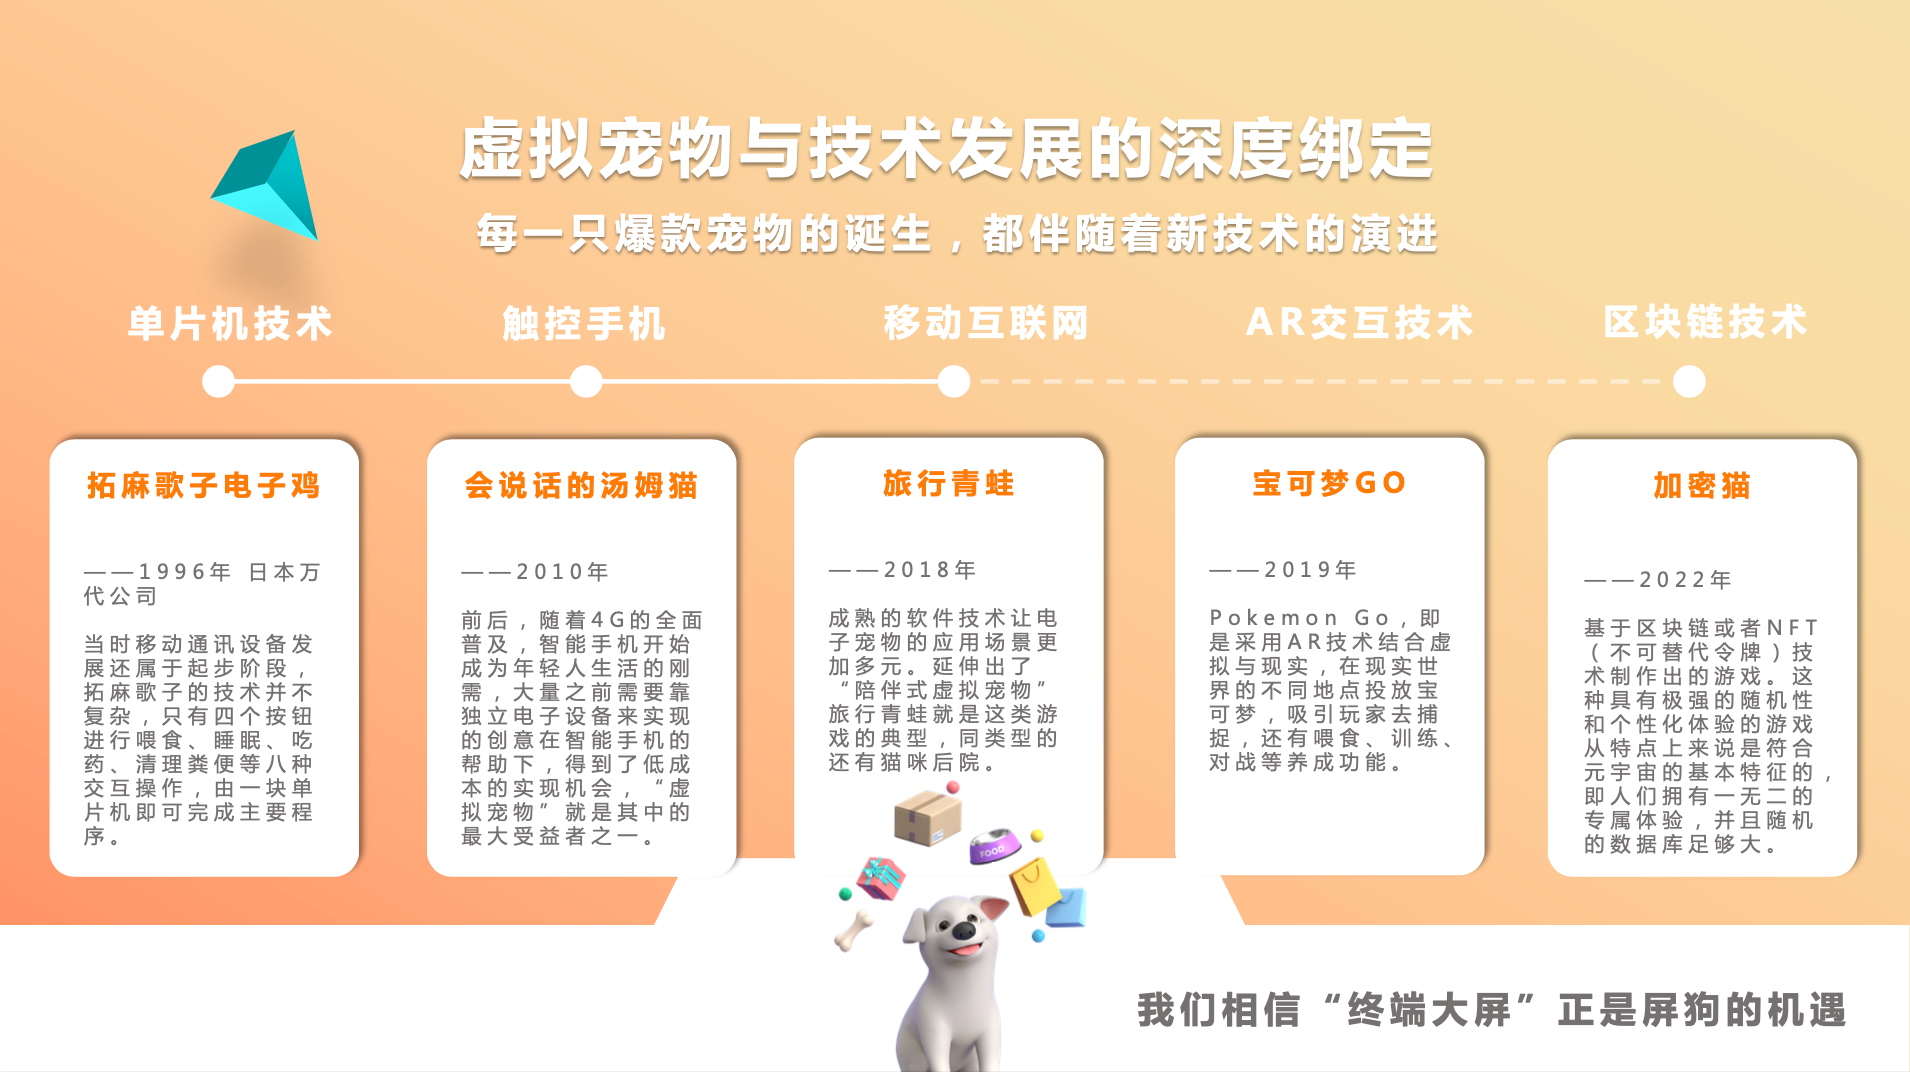 虚拟宠物与技术发展的深度绑定
每一只爆款宠物的诞生，都伴随着新技术的演进
单片机技术
触控手机
移动互联网
AR交互技术
区块链技术
拓麻歌子电子鸡
——1996年 日本万
代公司
当时移动通讯设备发
展还属于起步阶段，
拓麻歌子的技术并不
复杂，只有四个按钮
进行喂食、睡眠、吃
药、清理粪便等八种
交互操作，由一块单
片机即可完成主要程
序。
会说话的汤姆猫
——2010年
前后，随着4G的全面
普及，智能手机开始
成为年轻人生活的刚
需，大量之前需要靠
独立电子设备来实现
的创意在智能手机的
帮助下，得到了低成
本的实现机会，“虚
拟宠物”就是其中的
最大受益者之一。
旅行青蛙
——2018年
成熟的软件技术让电
子宠物的应用场景更
加多元。延伸出了
“陪伴式虚拟宠物”
旅行青蛙就是这类游
戏的典型，同类型的
还有猫咪后院。
宝可梦GO
——2019年
Pokemon Go，即
是采用AR技术结合虚
拟与现实，在现实世
界的不同地点投放宝
可梦，吸引玩家去捕
捉，还有喂食、训练、
对战等养成功能。
加密猫
——2022年
基于区块链或者NFT
（不可替代令牌）技
术制作出的游戏。这
种具有极强的随机性
和个性化体验的游戏
从特点上来说是符合
元宇宙的基本特征的，
即人们拥有一无二的
专属体验，并且随机
的数据库足够大。
FOOD
我们相信“终端大屏”正是屏狗的机遇